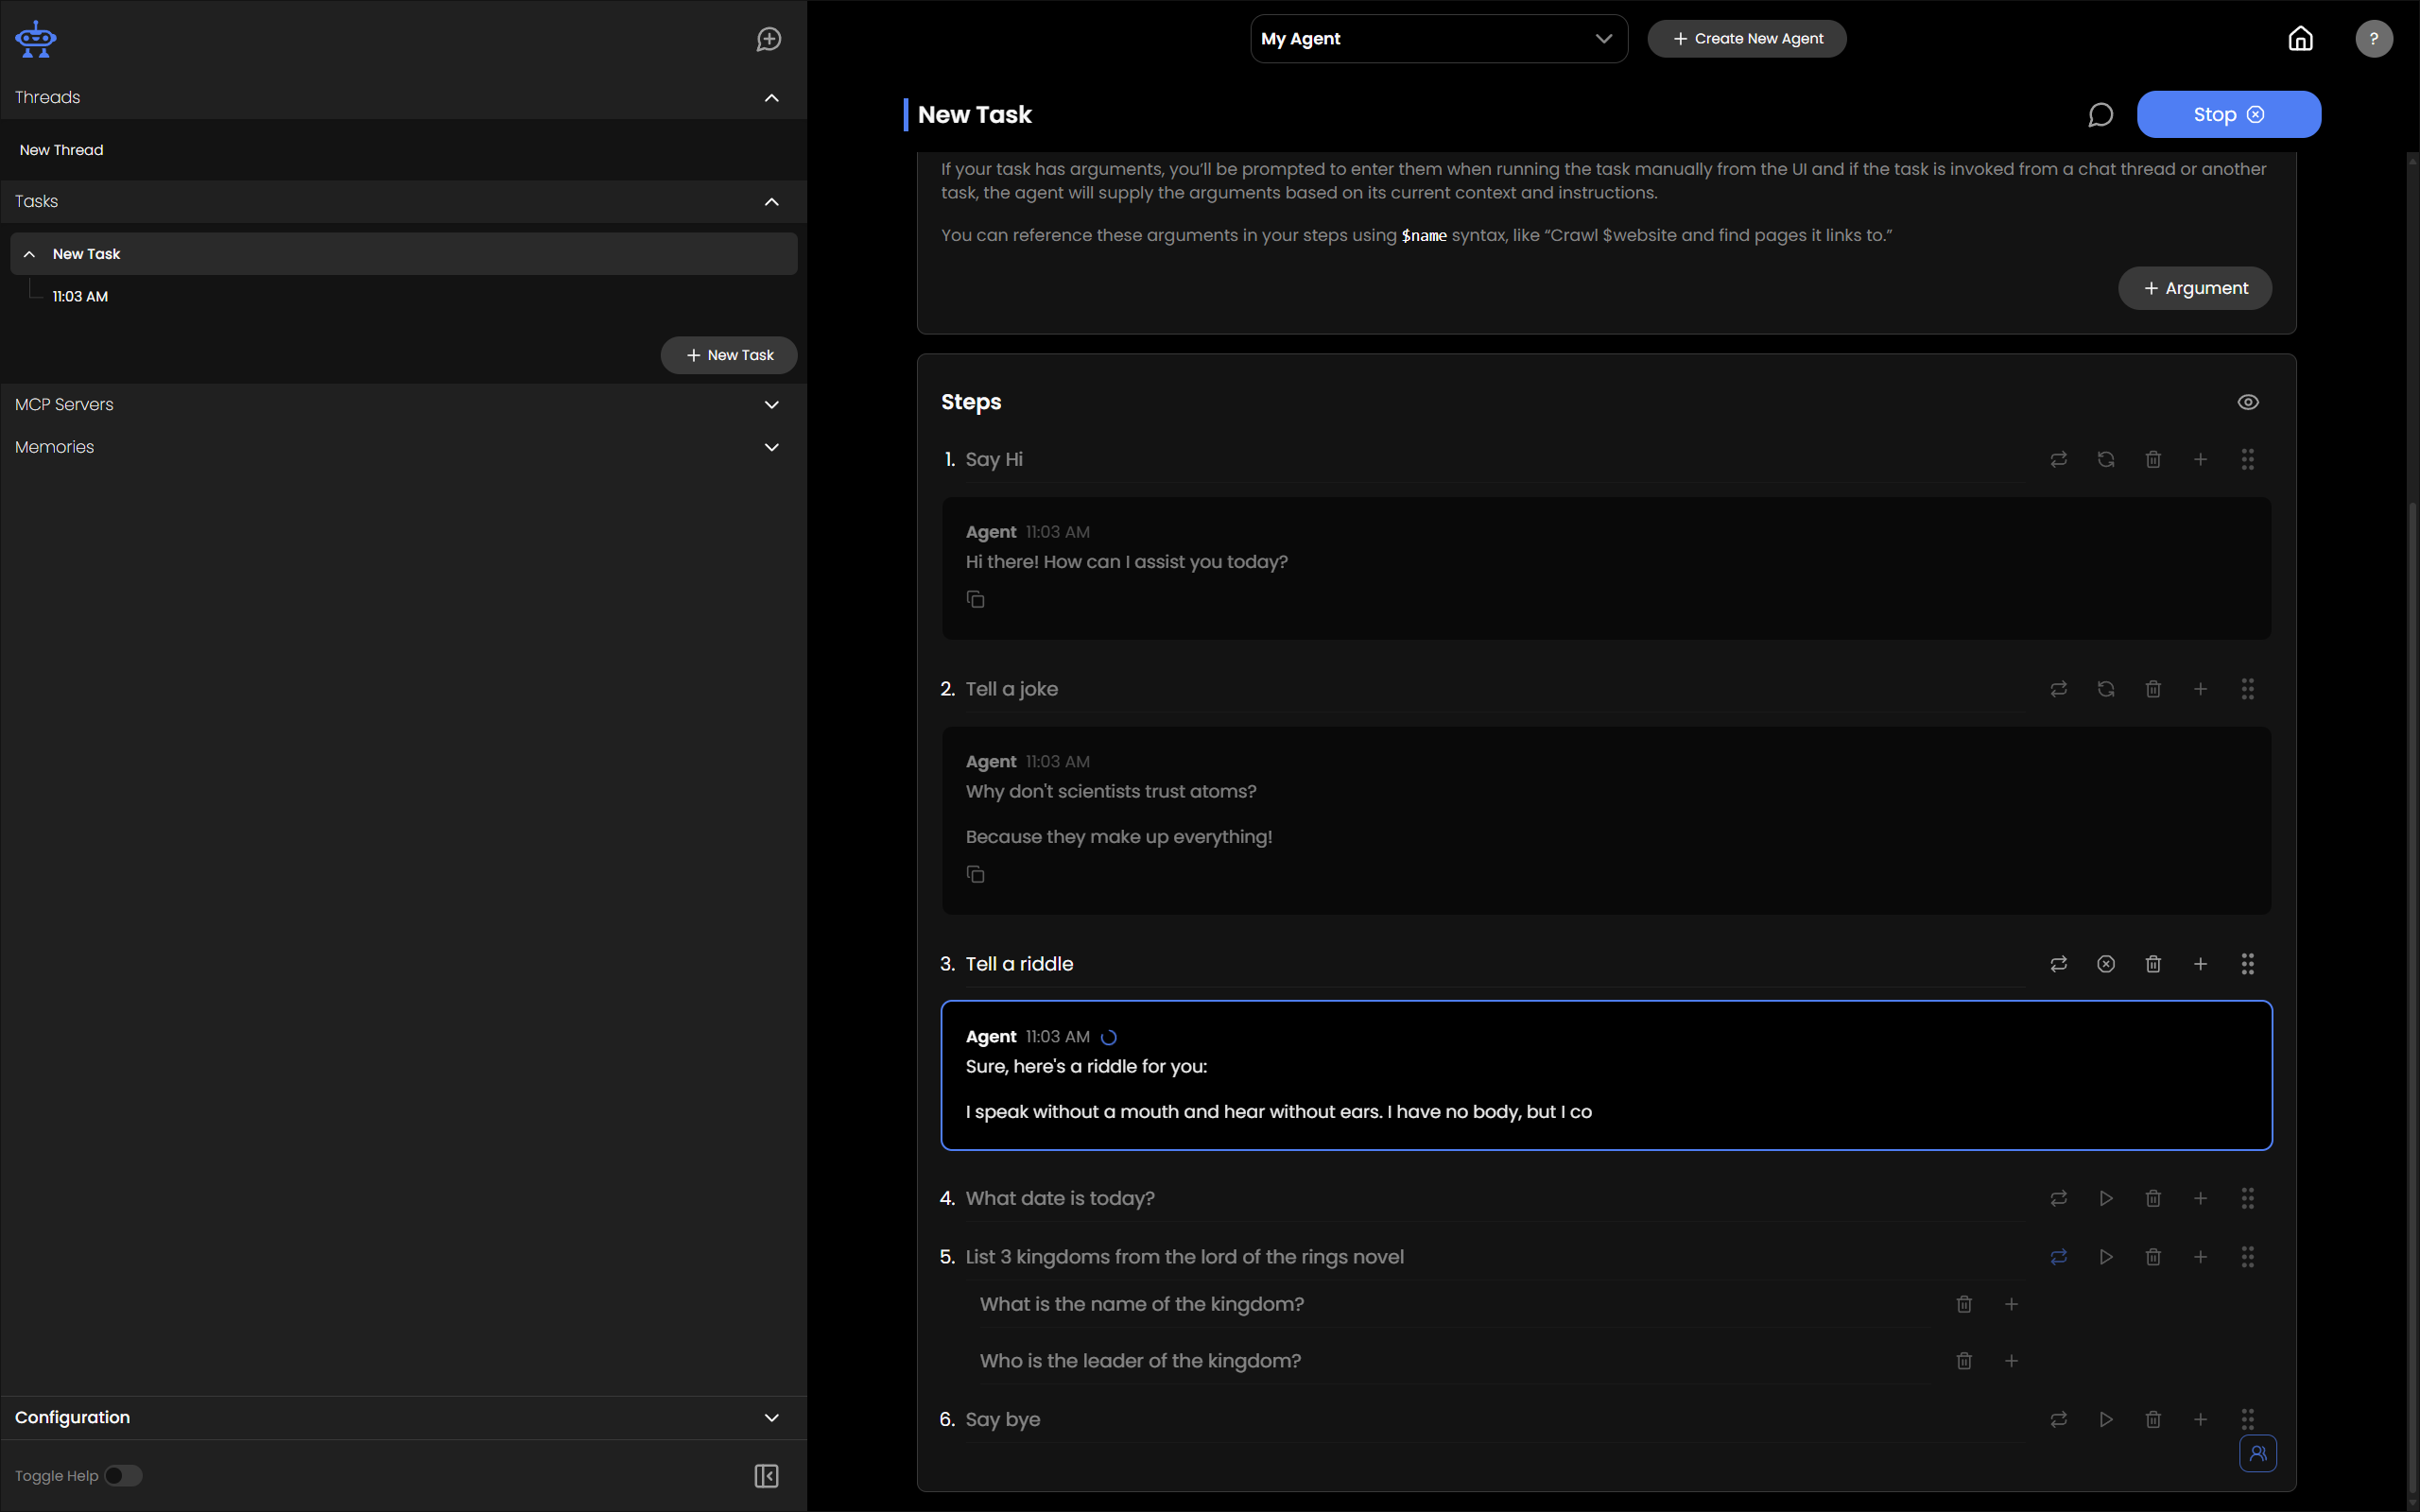 My Agent
+ Create New Agent
?
Threads
New Thread
Tasks
New Task
11:03 AM
+ New Task
MCP Servers
Memories
Configuration
Toggle Help
New Task
Stop
If your task has arguments, you’ll be prompted to enter them when running the task manually from the UI and if the task is invoked from a chat thread or another
task, the agent will supply the arguments based on its current context and instructions.
You can reference these arguments in your steps using $name syntax, like “Crawl $website and find pages it links to.”
+ Argument
Steps
1. Say Hi
Agent 11:03 AM
Hi there! How can I assist you today?
2. Tell a joke
Agent 11:03 AM
Why don't scientists trust atoms?
Because they make up everything!
3. Tell a riddle
Agent 11:03 AM
Sure, here's a riddle for you:
I speak without a mouth and hear without ears. I have no body, but I co
4. What date is today?
5. List 3 kingdoms from the lord of the rings novel
What is the name of the kingdom?
Who is the leader of the kingdom?
6. Say bye